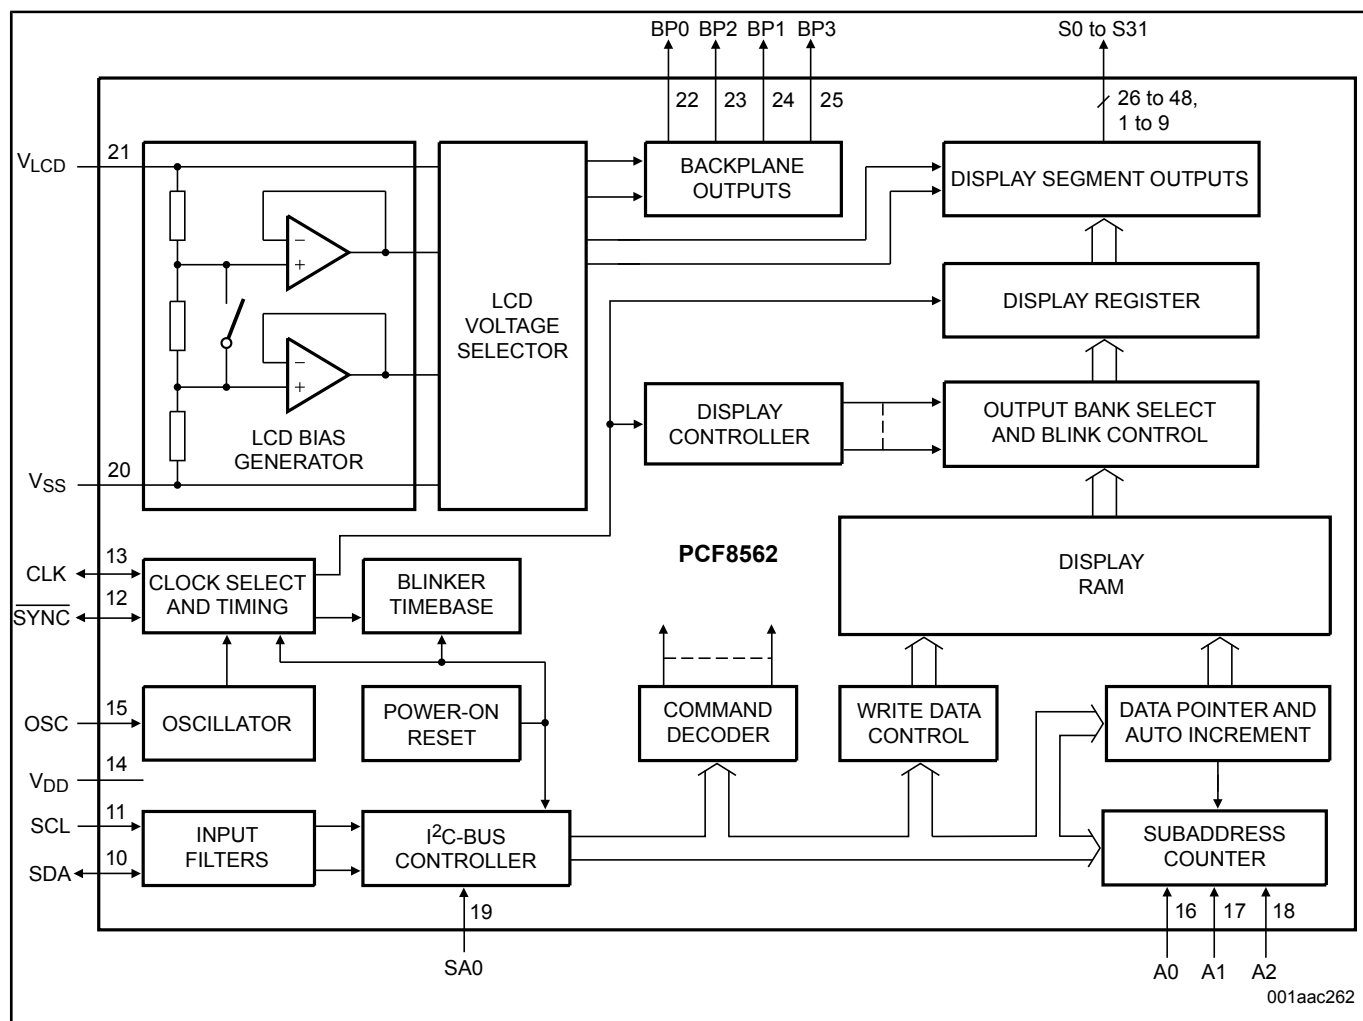 BP0 BP2 BP1 BP3
S0 to S31
22 23 24 25
26 to 48,
1 to 9
VLCD
21
BACKPLANE
OUTPUTS
DISPLAY SEGMENT OUTPUTS
−
+
LCD
VOLTAGE
SELECTOR
DISPLAY REGISTER
−
+
LCD BIAS
GENERATOR
DISPLAY
CONTROLLER
OUTPUT BANK SELECT
AND BLINK CONTROL
VSS
20
PCF8562
DISPLAY
RAM
CLK
13
SYNC
12
CLOCK SELECT
AND TIMING
BLINKER
TIMEBASE
OSC
15
OSCILLATOR
POWER-ON
RESET
COMMAND
DECODER
WRITE DATA
CONTROL
DATA POINTER AND
AUTO INCREMENT
VDD
14
SCL
11
SDA
10
INPUT
FILTERS
I2C-BUS
CONTROLLER
SUBADDRESS
COUNTER
19
16 17 18
SA0
A0 A1 A2
001aac262